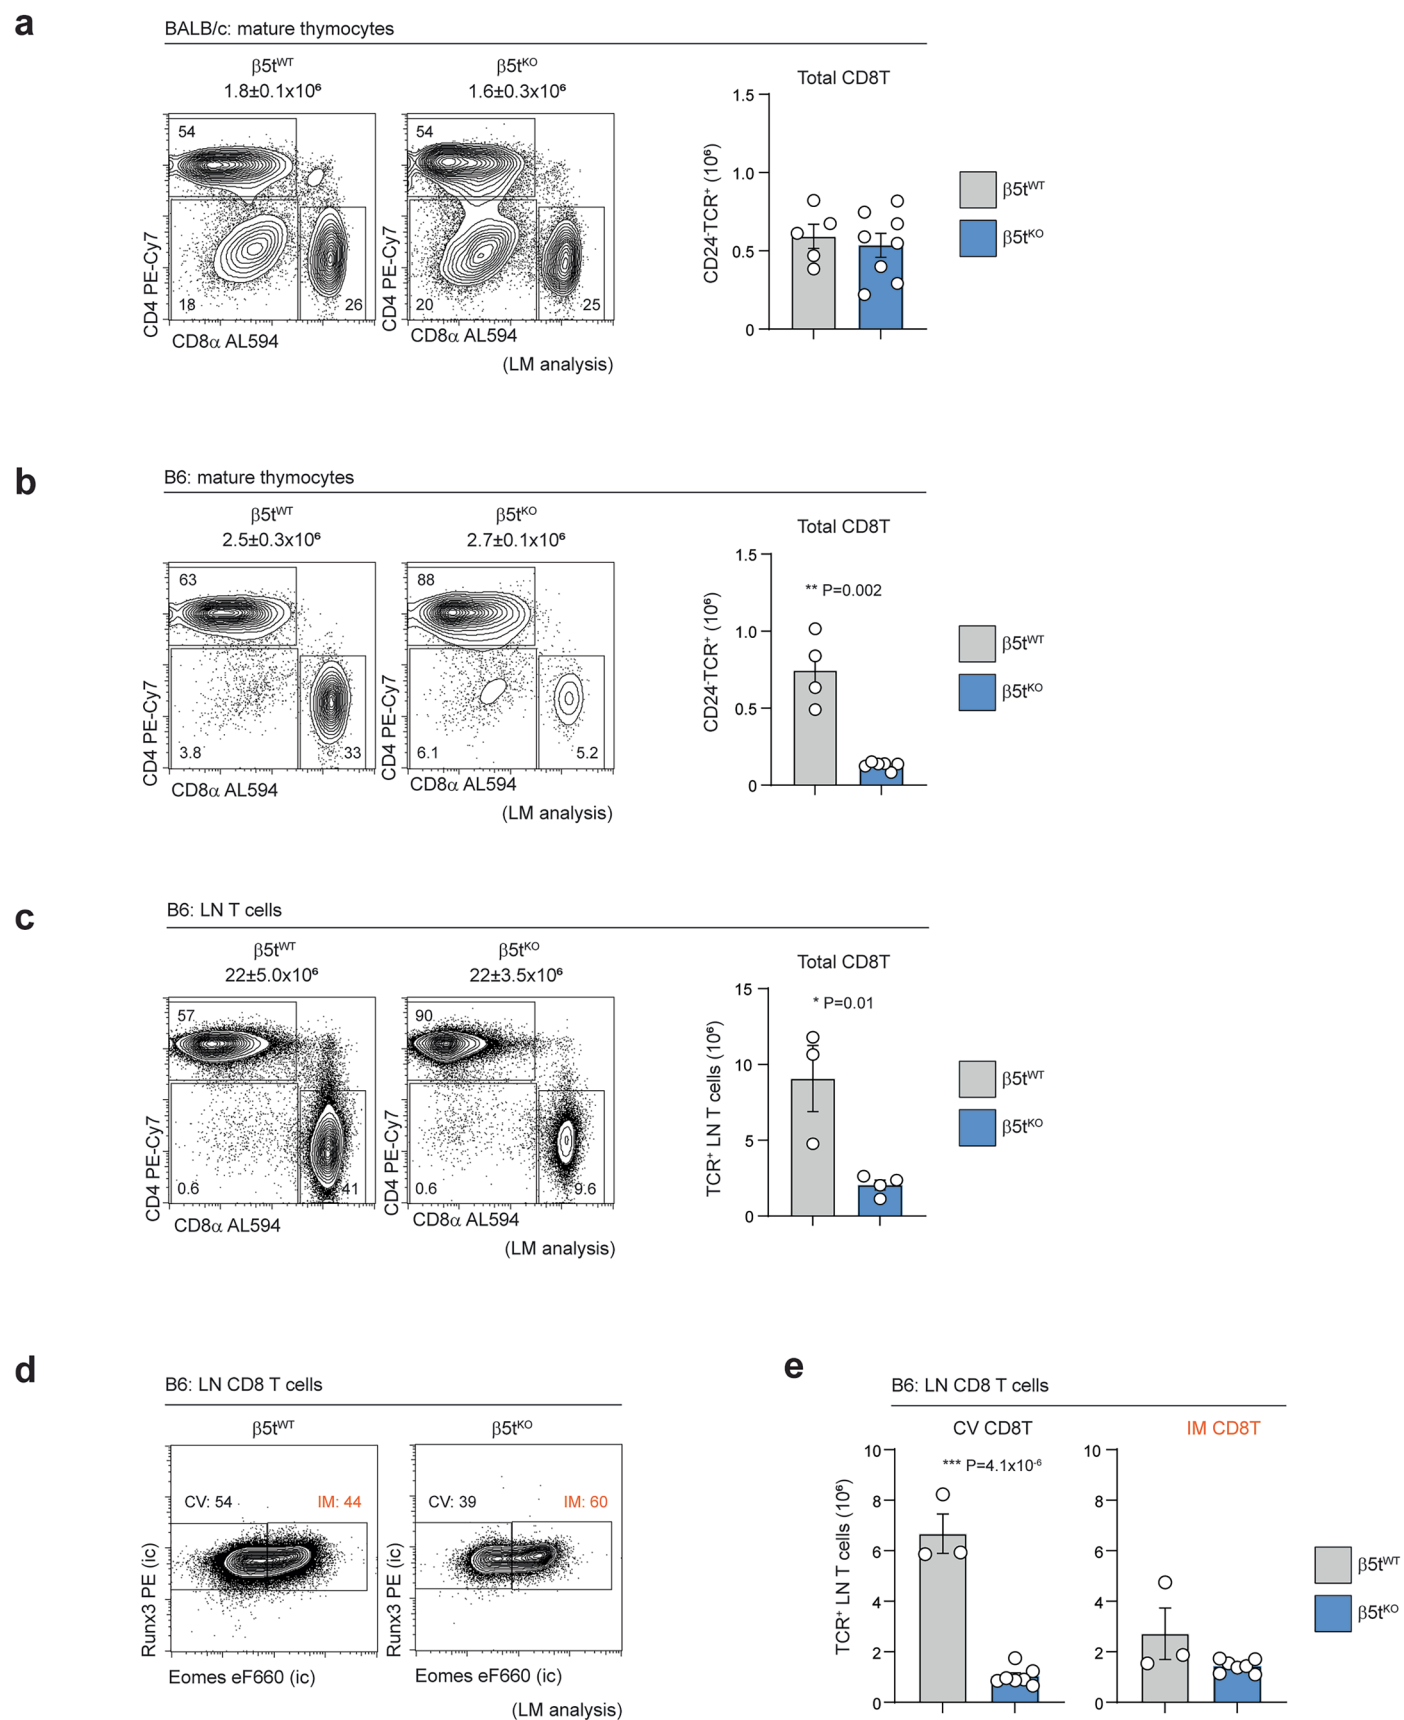 a
BALB/c: mature thymocytes
β5tᵂᵀ
1.8±0.1x10⁶
β5tᴷᴼ
1.6±0.3x10⁶
54
18
26
CD4 PE-Cy7
CD8α AL594
54
20
25
CD4 PE-Cy7
CD8α AL594
(LM analysis)
Total CD8T
CD24⁻TCR⁺ (10⁶)
1.5
1.0
0.5
0
β5tᵂᵀ
β5tᴷᴼ
b
B6: mature thymocytes
β5tᵂᵀ
2.5±0.3x10⁶
β5tᴷᴼ
2.7±0.1x10⁶
63
3.8
33
CD4 PE-Cy7
CD8α AL594
88
6.1
5.2
CD4 PE-Cy7
CD8α AL594
(LM analysis)
Total CD8T
** P=0.002
CD24⁻TCR⁺ (10⁶)
1.5
1.0
0.5
0
β5tᵂᵀ
β5tᴷᴼ
c
B6: LN T cells
β5tᵂᵀ
22±5.0x10⁶
β5tᴷᴼ
22±3.5x10⁶
57
0.6
41
CD4 PE-Cy7
CD8α AL594
90
0.6
9.6
CD4 PE-Cy7
CD8α AL594
(LM analysis)
Total CD8T
* P=0.01
TCR⁺ LN T cells (10⁶)
15
10
5
0
β5tᵂᵀ
β5tᴷᴼ
d
B6: LN CD8 T cells
β5tᵂᵀ
β5tᴷᴼ
CV: 54
IM: 44
Runx3 PE (ic)
Eomes eF660 (ic)
CV: 39
IM: 60
Runx3 PE (ic)
Eomes eF660 (ic)
(LM analysis)
e
B6: LN CD8 T cells
CV CD8T
*** P=4.1x10⁻⁶
TCR⁺ LN T cells (10⁶)
10
8
6
4
2
0
IM CD8T
10
8
6
4
2
0
β5tᵂᵀ
β5tᴷᴼ